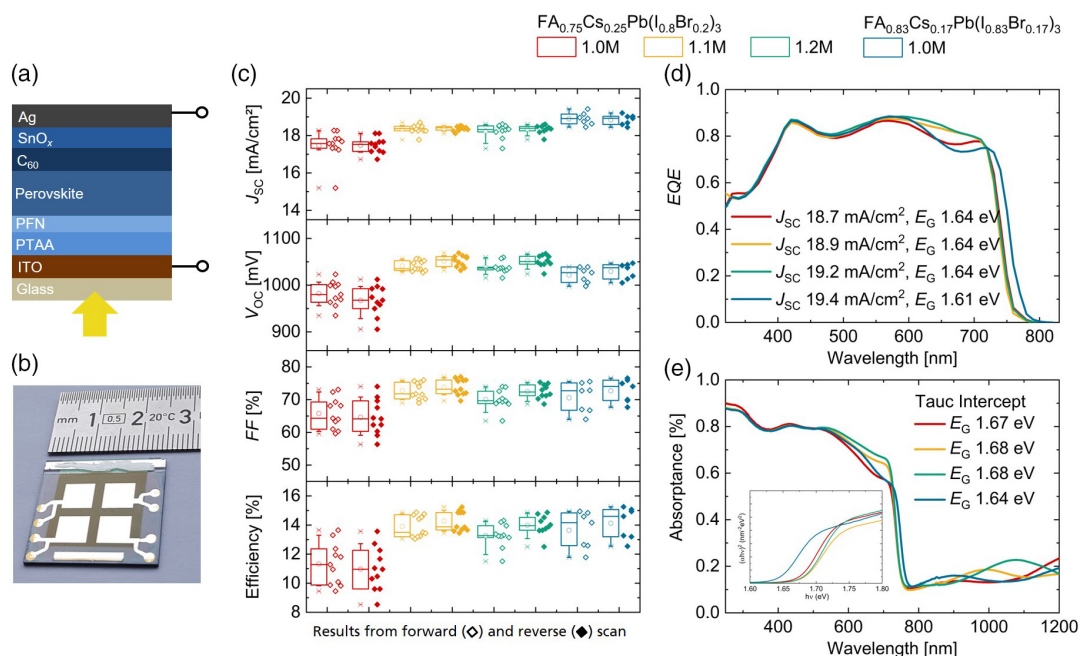 FA0.75Cs0.25Pb(I0.8Br0.2)3
FA0.83Cs0.17Pb(I0.83Br0.17)3
1.0M
1.1M
1.2M
1.0M
(a)
Ag
SnOx
C60
Perovskite
PFN
PTAA
ITO
Glass
(b)
mm 1 0.5 2 20°C 3
(c)
JSC [mA/cm²]
20
18
16
14
VOC [mV]
1100
1000
900
FF [%]
80
70
60
50
Efficiency [%]
16
14
12
10
8
Results from forward (◇) and reverse (◆) scan
(d)
EQE
1.0
0.8
0.6
0.4
0.2
0.0
JSC 18.7 mA/cm², EG 1.64 eV
JSC 18.9 mA/cm², EG 1.64 eV
JSC 19.2 mA/cm², EG 1.64 eV
JSC 19.4 mA/cm², EG 1.61 eV
400 500 600 700 800
Wavelength [nm]
(e)
Absorptance [%]
1.0
0.8
0.6
0.4
0.2
0.0
Tauc Intercept
EG 1.67 eV
EG 1.68 eV
EG 1.68 eV
EG 1.64 eV
(αhν)² (nm⁻²eV²)
1.60 1.65 1.70 1.75 1.80
hν (eV)
400 600 800 1000 1200
Wavelength [nm]